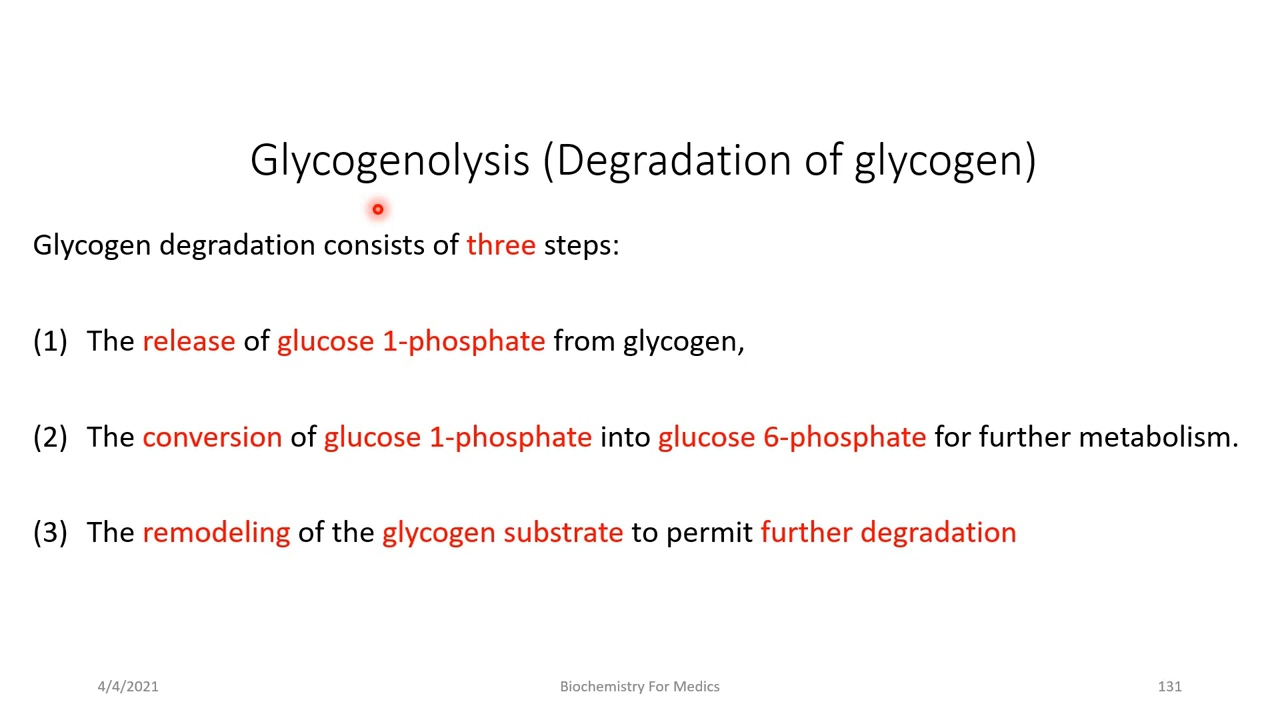 Glycogenolysis (Degradation of glycogen)
Glycogen degradation consists of three steps:
(1) The release of glucose 1-phosphate from glycogen,
(2) The conversion of glucose 1-phosphate into glucose 6-phosphate for further metabolism.
(3) The remodeling of the glycogen substrate to permit further degradation
4/4/2021 Biochemistry For Medics 131